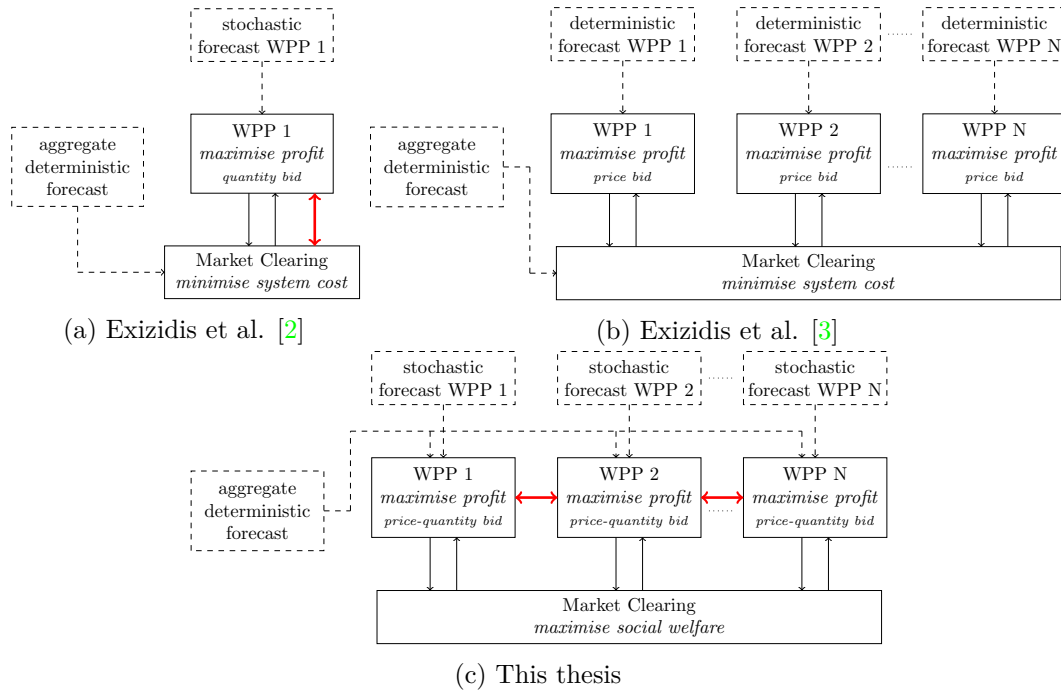 stochastic
forecast WPP 1
aggregate
deterministic
forecast
WPP 1
maximise profit
quantity bid
Market Clearing
minimise system cost
(a) Exizidis et al. [2]
deterministic
forecast WPP 1
deterministic
forecast WPP 2
deterministic
forecast WPP N
aggregate
deterministic
forecast
WPP 1
maximise profit
price bid
WPP 2
maximise profit
price bid
WPP N
maximise profit
price bid
Market Clearing
minimise system cost
(b) Exizidis et al. [3]
stochastic
forecast WPP 1
stochastic
forecast WPP 2
stochastic
forecast WPP N
aggregate
deterministic
forecast
WPP 1
maximise profit
price-quantity bid
WPP 2
maximise profit
price-quantity bid
WPP N
maximise profit
price-quantity bid
Market Clearing
maximise social welfare
(c) This thesis